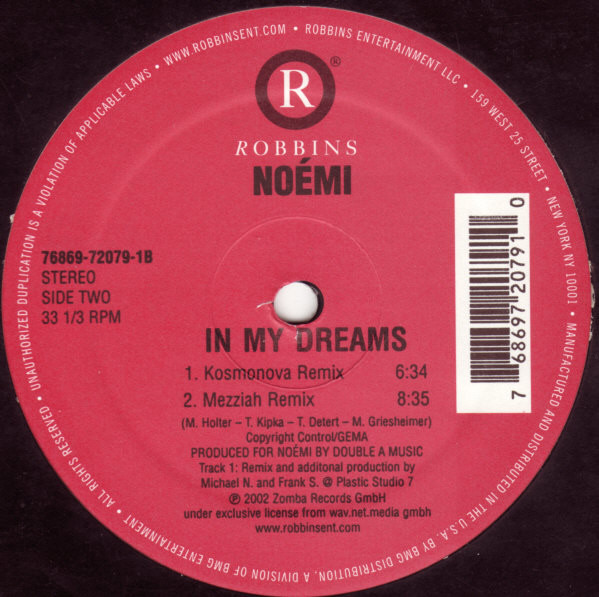 UNAUTHORIZED DUPLICATION IS A VIOLATION OF APPLICABLE LAWS • WWW.ROBBINSENT.COM • ROBBINS ENTERTAINMENT LLC • 159 WEST 25 STREET • NEW YORK NY 10001 • MANUFACTURED AND DISTRIBUTED IN THE U.S.A. BY BMG DISTRIBUTION, A DIVISION OF BMG ENTERTAINMENT • ALL RIGHTS RESERVED •
R ®
ROBBINS
NOÉMI
76869-72079-1B
STEREO
SIDE TWO
33 1/3 RPM
7 68697 20791 0
IN MY DREAMS
1. Kosmonova Remix 6:34
2. Mezziah Remix 8:35
(M. Holter – T. Kipka – T. Detert – M. Griesheimer)
Copyright Control/GEMA
PRODUCED FOR NOÉMI BY DOUBLE A MUSIC
Track 1: Remix and additonal production by
Michael N. and Frank S. @ Plastic Studio 7
℗ 2002 Zomba Records GmbH
under exclusive license from wav.net.media gmbh
www.robbinsent.com